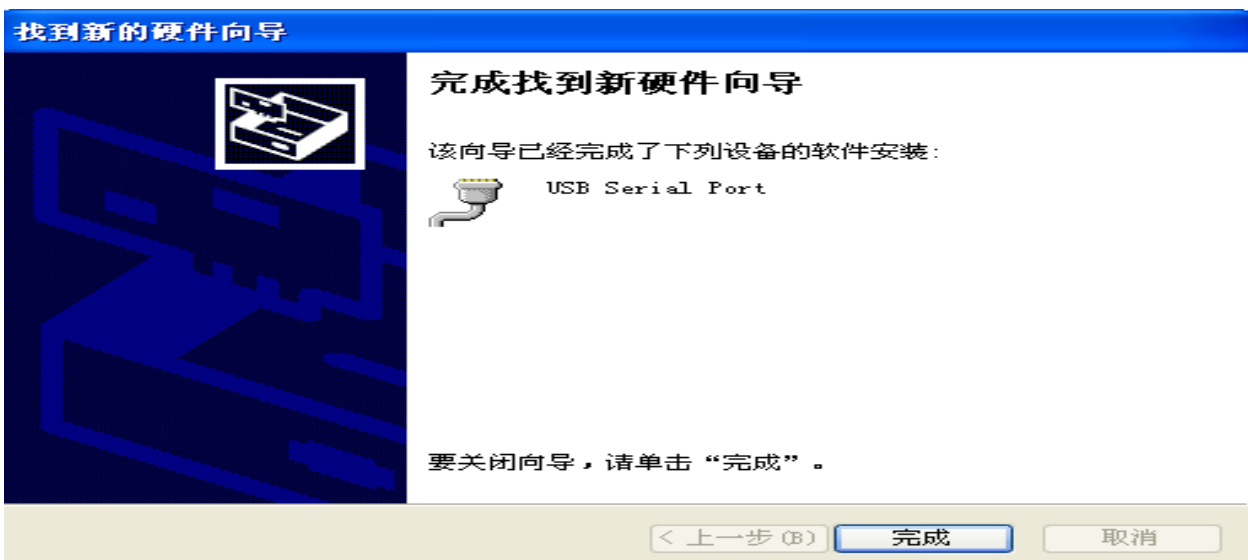 找到新的硬件向导
完成找到新硬件向导
该向导已经完成了下列设备的软件安装:
USB Serial Port
要关闭向导，请单击“完成”。
< 上一步(B)
完成
取消